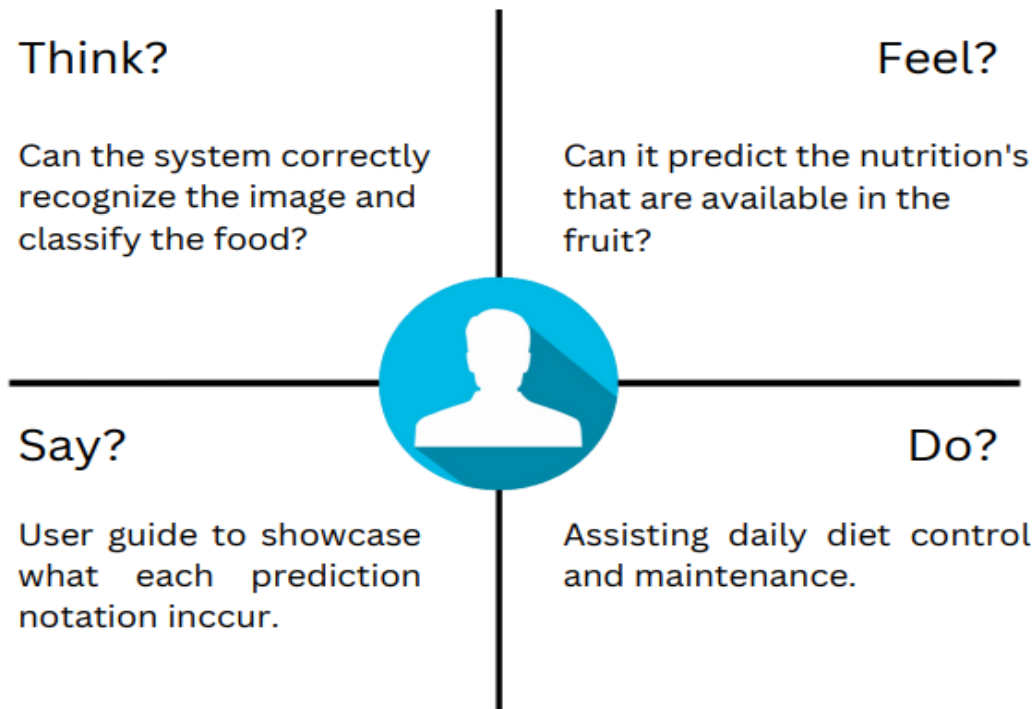 Think?
Can the system correctly
recognize the image and
classify the food?
Feel?
Can it predict the nutrition's
that are available in the
fruit?
Say?
User guide to showcase
what each prediction
notation inccur.
Do?
Assisting daily diet control
and maintenance.